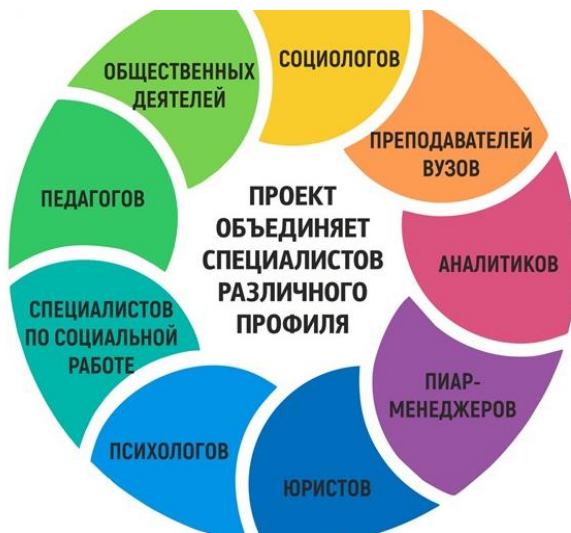 СОЦИОЛОГОВ
ПРЕПОДАВАТЕЛЕЙ
ВУЗОВ
АНАЛИТИКОВ
ПИАР-
МЕНЕДЖЕРОВ
ЮРИСТОВ
ПСИХОЛОГОВ
СПЕЦИАЛИСТОВ
ПО СОЦИАЛЬНОЙ
РАБОТЕ
ПЕДАГОГОВ
ОБЩЕСТВЕННЫХ
ДЕЯТЕЛЕЙ
ПРОЕКТ
ОБЪЕДИНЯЕТ
СПЕЦИАЛИСТОВ
РАЗЛИЧНОГО
ПРОФИЛЯ